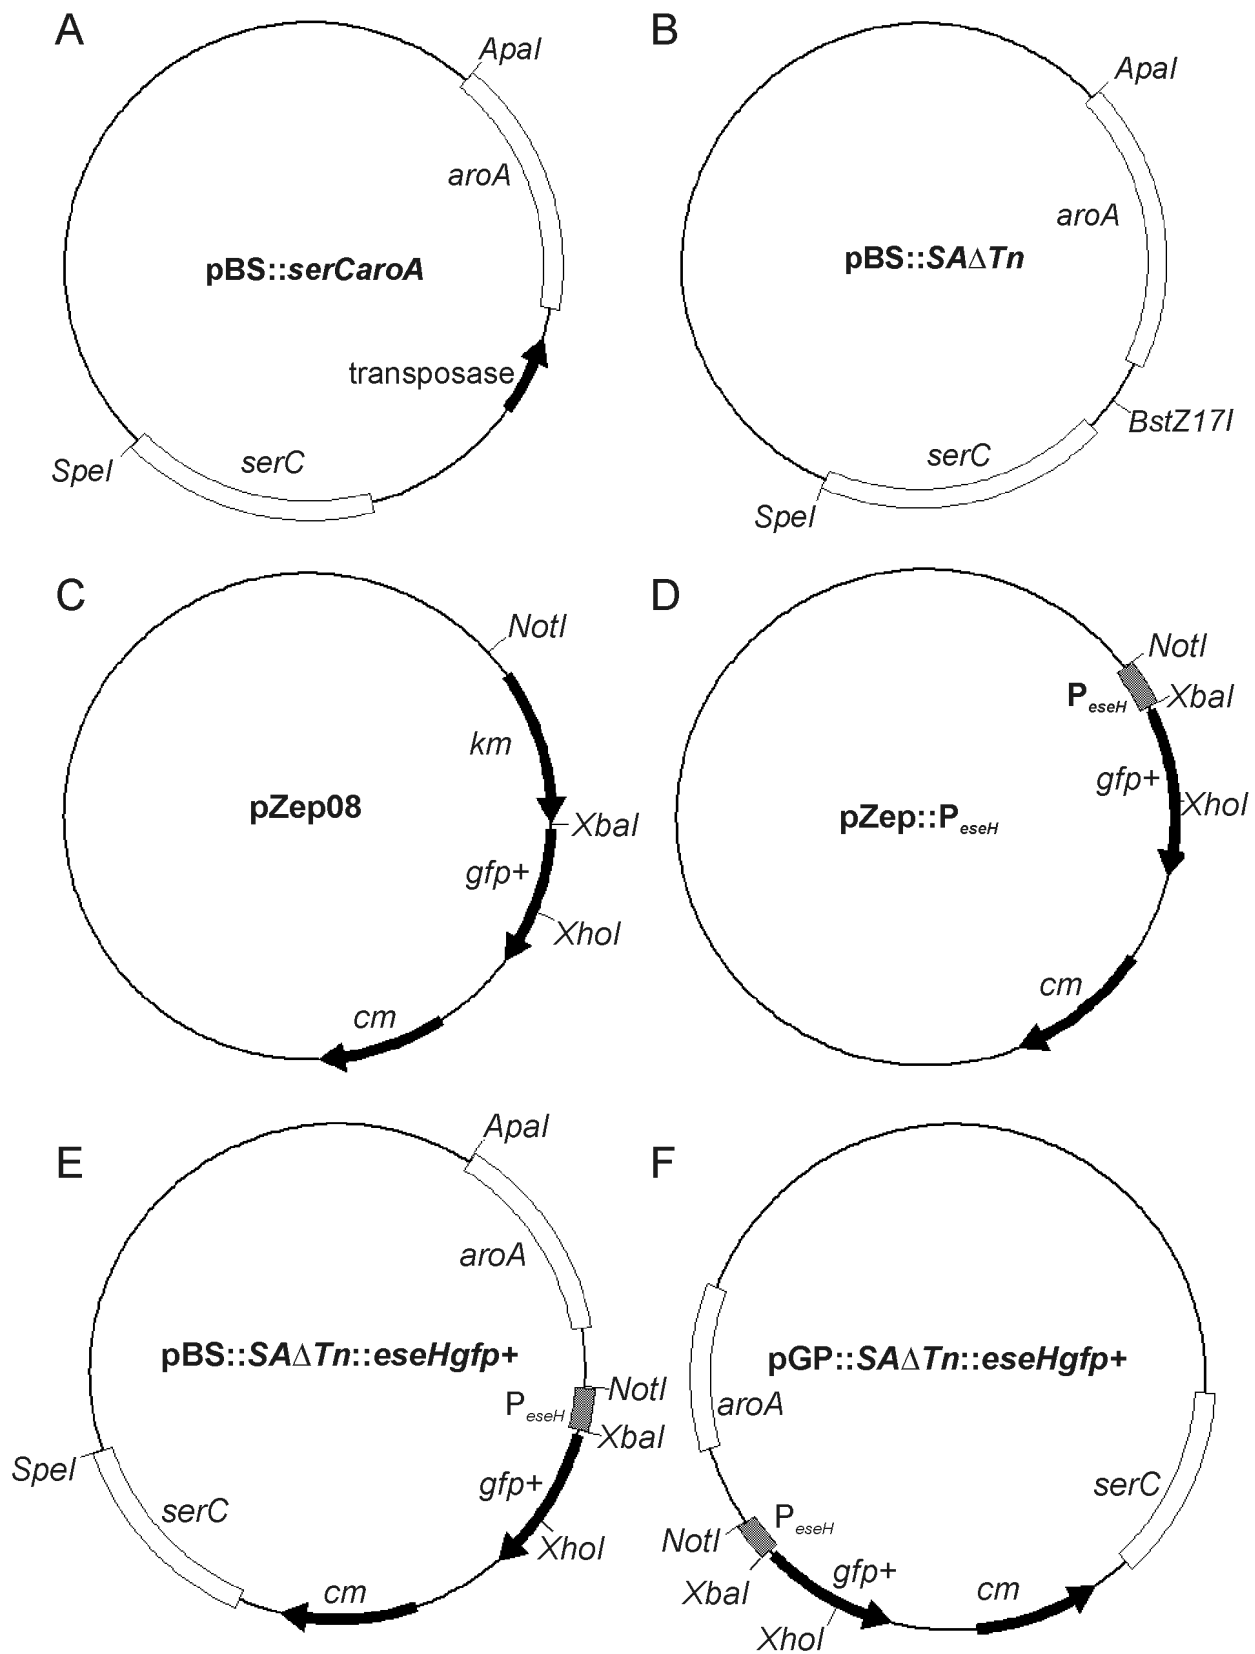 A
ApaI
aroA
pBS::serCaroA
transposase
serC
SpeI
B
ApaI
aroA
pBS::SAΔTn
BstZ17I
serC
SpeI
C
NotI
km
pZep08
XbaI
gfp+
XhoI
cm
D
NotI
PeseH
XbaI
gfp+
XhoI
pZep::PeseH
cm
E
ApaI
aroA
pBS::SAΔTn::eseHgfp+
NotI
PeseH
XbaI
SpeI
gfp+
serC
XhoI
cm
F
pGP::SAΔTn::eseHgfp+
aroA
serC
PeseH
NotI
gfp+
XbaI
cm
XhoI